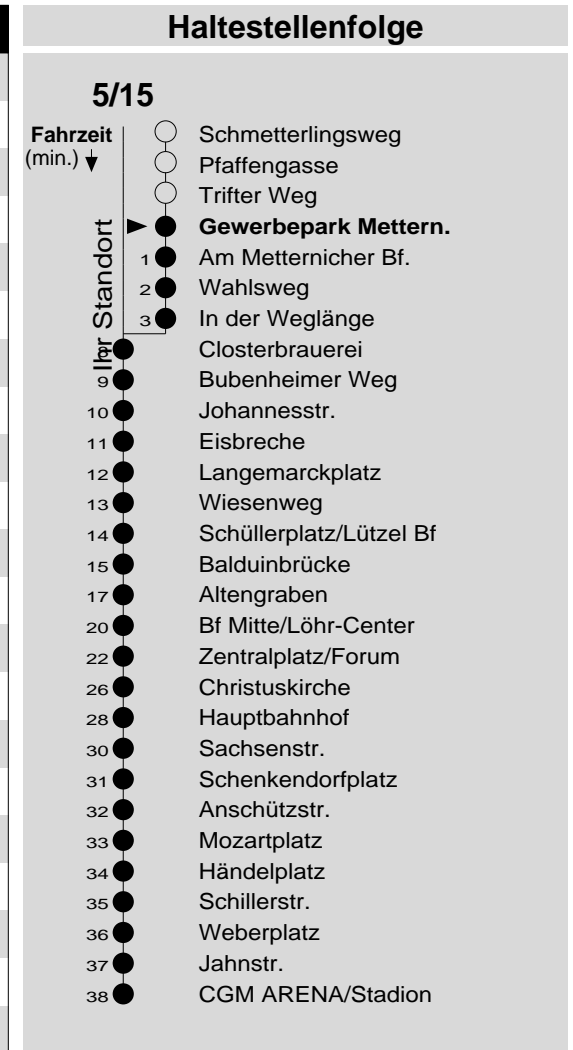 Haltestellenfolge
5/15
Fahrzeit
(min.)
Ihr Standort
Schmetterlingsweg
Pfaffengasse
Trifter Weg
Gewerbepark Mettern.
1 Am Metternicher Bf.
2 Wahlsweg
3 In der Weglänge
Closterbrauerei
9 Bubenheimer Weg
10 Johannesstr.
11 Eisbreche
12 Langemarckplatz
13 Wiesenweg
14 Schüllerplatz/Lützel Bf
15 Balduinbrücke
17 Altengraben
20 Bf Mitte/Löhr-Center
22 Zentralplatz/Forum
26 Christuskirche
28 Hauptbahnhof
30 Sachsenstr.
31 Schenkendorfplatz
32 Anschützstr.
33 Mozartplatz
34 Händelplatz
35 Schillerstr.
36 Weberplatz
37 Jahnstr.
38 CGM ARENA/Stadion